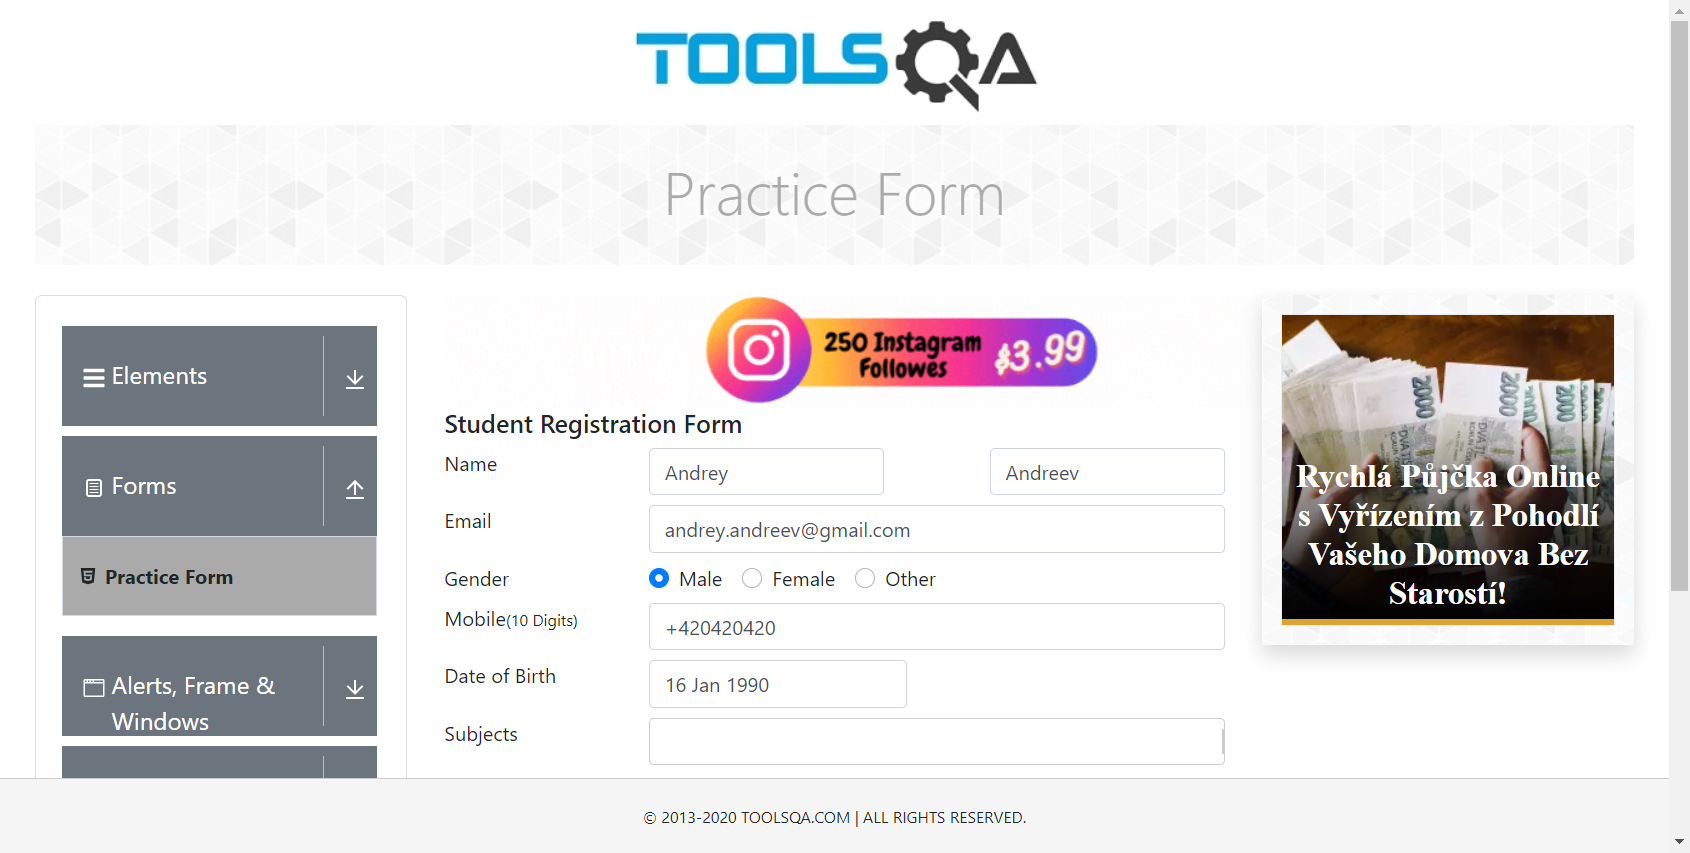 TOOLSQA
Practice Form
Elements
Forms
Practice Form
Alerts, Frame &
Windows
250 Instagram
Followes
$3.99
Student Registration Form
Name
Andrey
Andreev
Email
andrey.andreev@gmail.com
Gender
Male
Female
Other
Mobile(10 Digits)
+420420420
Date of Birth
16 Jan 1990
Subjects
2000
2000
Rychlá Půjčka Online
s Vyřízením z Pohodlí
Vašeho Domova Bez
Starostí!
© 2013-2020 TOOLSQA.COM | ALL RIGHTS RESERVED.